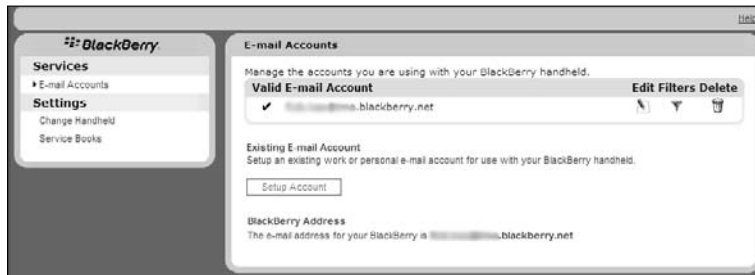 Help
BlackBerry
Services
E-mail Accounts
Settings
Change Handheld
Service Books
E-mail Accounts
Manage the accounts you are using with your BlackBerry handheld.
Valid E-mail Account Edit Filters Delete
.blackberry.net
Existing E-mail Account
Setup an existing work or personal e-mail account for use with your BlackBerry handheld.
Setup Account
BlackBerry Address
The e-mail address for your BlackBerry is .blackberry.net